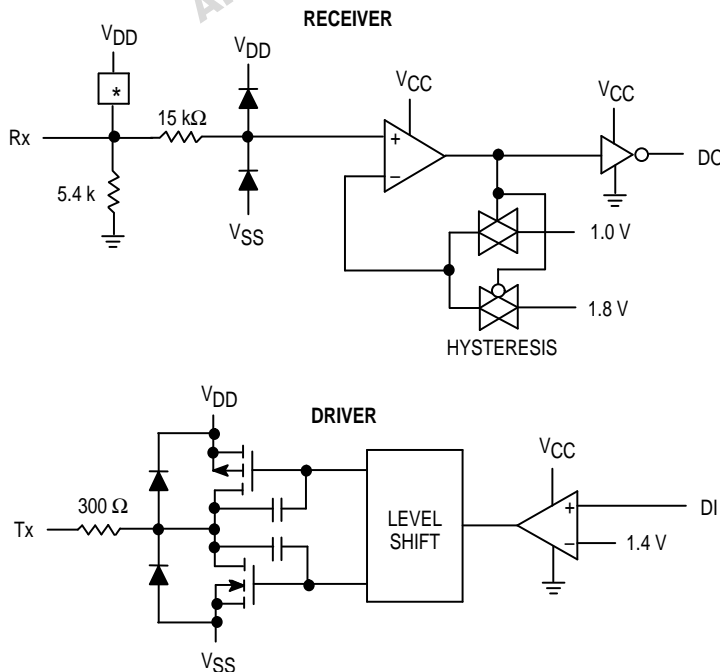 RECEIVER
VDD
VDD
*
15 kΩ
VCC
VCC
Rx
+
−
DO
5.4 k
1.0 V
VSS
1.8 V
HYSTERESIS
DRIVER
VDD
VCC
300 Ω
Tx
LEVEL
SHIFT
+
−
DI
1.4 V
VSS